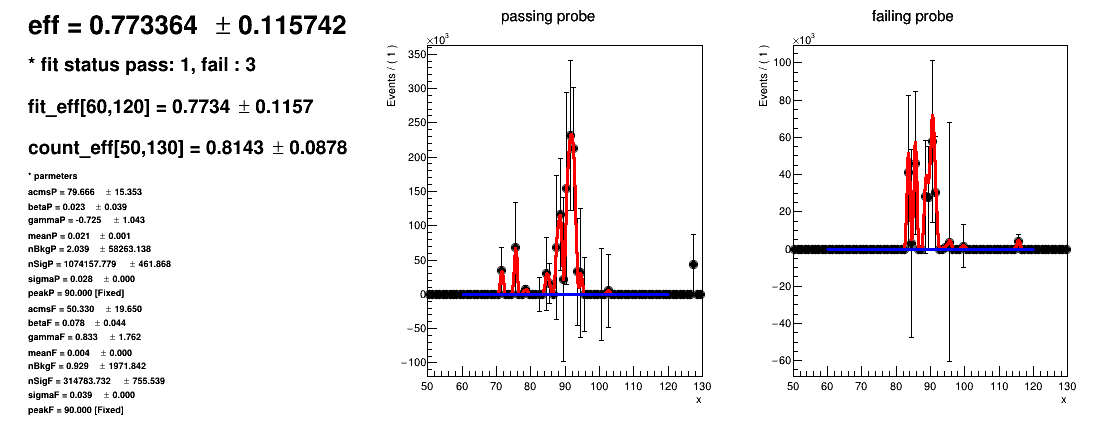 eff = 0.773364 ± 0.115742
* fit status pass: 1, fail : 3
fit_eff[60,120] = 0.7734 ± 0.1157
count_eff[50,130] = 0.8143 ± 0.0878
* parmeters
acmsP = 79.666 ± 15.353
betaP = 0.023 ± 0.039
gammaP = -0.725 ± 1.043
meanP = 0.021 ± 0.001
nBkgP = 2.039 ± 58263.138
nSigP = 1074157.779 ± 461.868
sigmaP = 0.028 ± 0.000
peakP = 90.000 [Fixed]
acmsF = 50.330 ± 19.650
betaF = 0.078 ± 0.044
gammaF = 0.833 ± 1.762
meanF = 0.004 ± 0.000
nBkgF = 0.929 ± 1971.842
nSigF = 314783.732 ± 755.539
sigmaF = 0.039 ± 0.000
peakF = 90.000 [Fixed]
passing probe
×10³
Events / ( 1 )
350
300
250
200
150
100
50
0
−50
−100
50 60 70 80 90 100 110 120 130
x
failing probe
×10³
Events / ( 1 )
100
80
60
40
20
0
−20
−40
−60
50 60 70 80 90 100 110 120 130
x